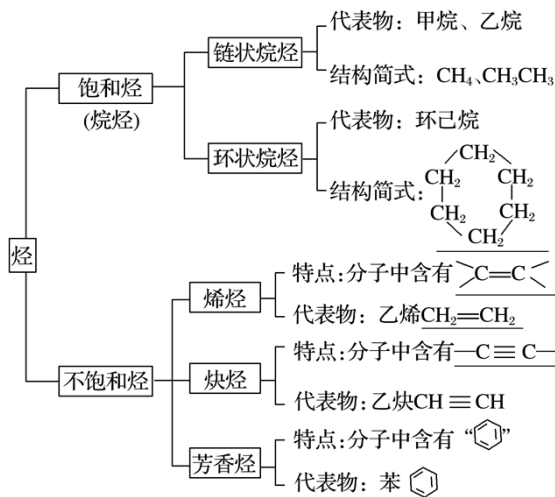 烃
饱和烃
(烷烃)
链状烷烃
代表物：甲烷、乙烷
结构简式：CH₄、CH₃CH₃
环状烷烃
代表物：环己烷
结构简式：
CH₂
CH₂ CH₂
CH₂ CH₂
CH₂
不饱和烃
烯烃
特点:分子中含有 C=C
代表物：乙烯CH₂=CH₂
炔烃
特点:分子中含有—C≡C—
代表物:乙炔CH≡CH
芳香烃
特点:分子中含有“ ”
代表物：苯